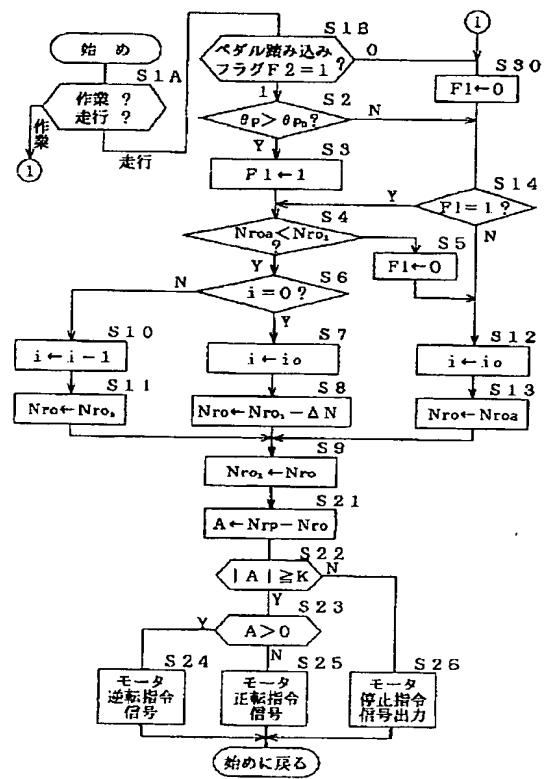 始め
S1A
作業 ?
走行 ?
作業
①
走行
S1B
ペダル踏み込み
フラグF2=1 ?
0
1
①
S30
F1←0
S2
θp>θp₀?
N
Y
S3
F1←1
S14
F1=1 ?
Y
N
S4
Nroa<Nro₁
?
Y
S5
F1←0
S6
i=0?
N
Y
S10
i←i-1
S7
i←io
S12
i←io
S11
Nro←Nro₁
S8
Nro←Nro₁-ΔN
S13
Nro←Nroa
S9
Nro₁←Nro
S21
A←Nrp-Nro
S22
|A|≧K
N
Y
S23
A>0
Y
N
S24
モータ
逆転指令
信号
S25
モータ
正転指令
信号
S26
モータ
停止指令
信号出力
始めに戻る